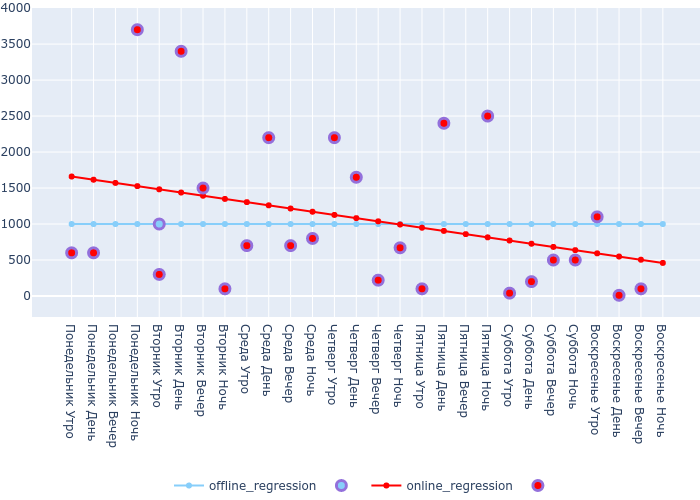 4000
3500
3000
2500
2000
1500
1000
500
0
Понедельник Утро
Понедельник День
Понедельник Вечер
Понедельник Ночь
Вторник Утро
Вторник День
Вторник Вечер
Вторник Ночь
Среда Утро
Среда День
Среда Вечер
Среда Ночь
Четверг Утро
Четверг День
Четверг Вечер
Четверг Ночь
Пятница Утро
Пятница День
Пятница Вечер
Пятница Ночь
Суббота Утро
Суббота День
Суббота Вечер
Суббота Ночь
Воскресенье Утро
Воскресенье День
Воскресенье Вечер
Воскресенье Ночь
offline_regression online_regression